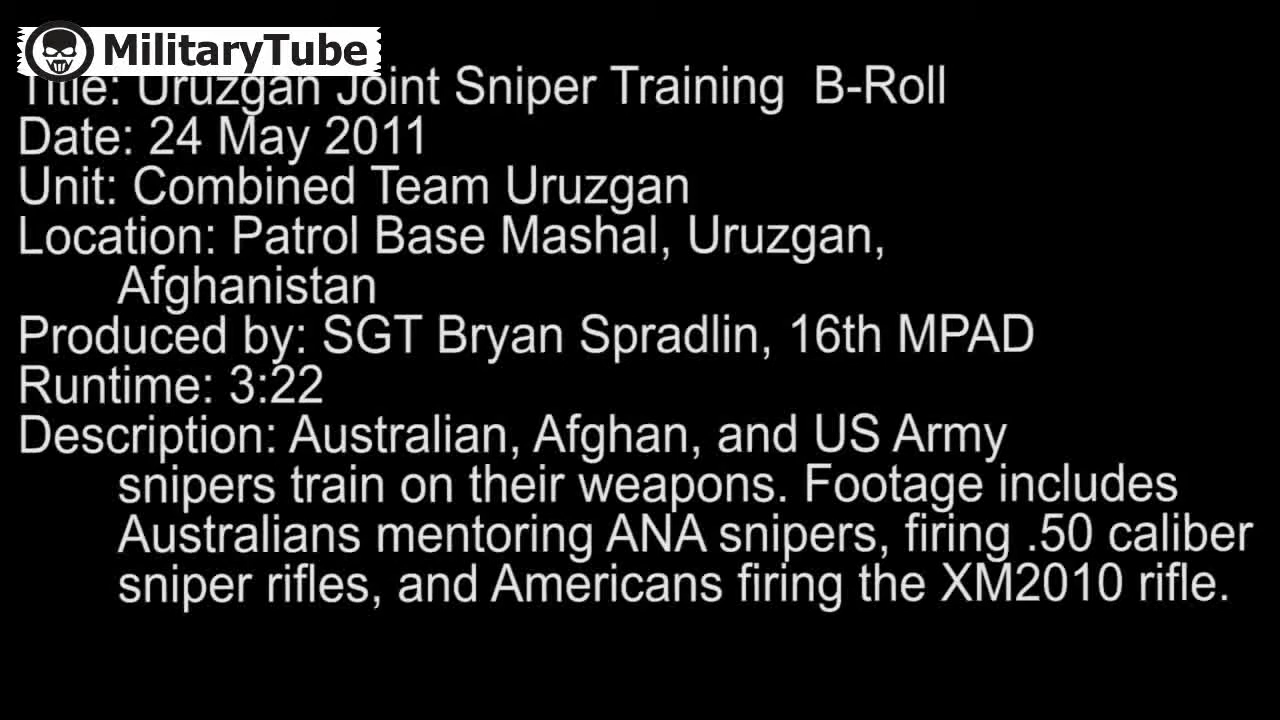 MilitaryTube
Title: Uruzgan Joint Sniper Training B-Roll
Date: 24 May 2011
Unit: Combined Team Uruzgan
Location: Patrol Base Mashal, Uruzgan,
Afghanistan
Produced by: SGT Bryan Spradlin, 16th MPAD
Runtime: 3:22
Description: Australian, Afghan, and US Army
snipers train on their weapons. Footage includes
Australians mentoring ANA snipers, firing .50 caliber
sniper rifles, and Americans firing the XM2010 rifle.